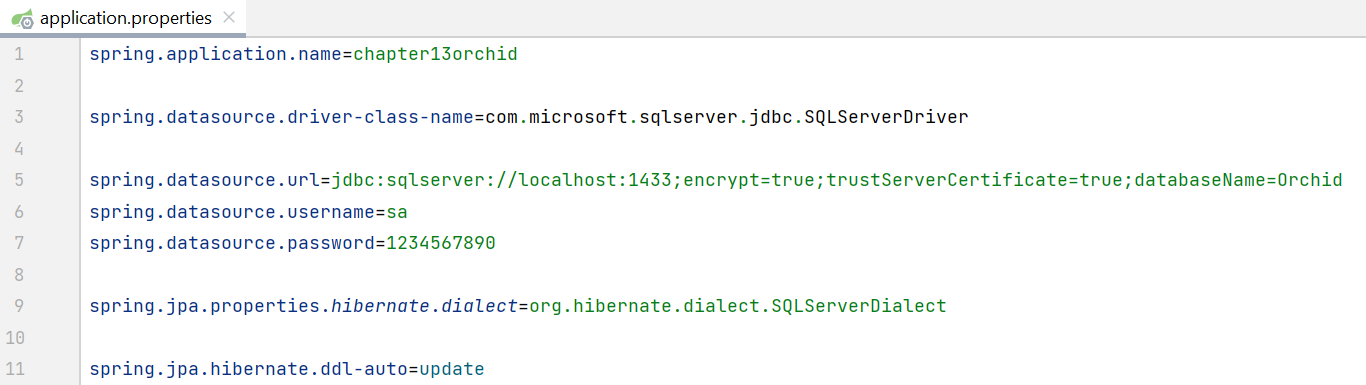 application.properties
1 spring.application.name=chapter13orchid
2
3 spring.datasource.driver-class-name=com.microsoft.sqlserver.jdbc.SQLServerDriver
4
5 spring.datasource.url=jdbc:sqlserver://localhost:1433;encrypt=true;trustServerCertificate=true;databaseName=Orchid
6 spring.datasource.username=sa
7 spring.datasource.password=1234567890
8
9 spring.jpa.properties.hibernate.dialect=org.hibernate.dialect.SQLServerDialect
10
11 spring.jpa.hibernate.ddl-auto=update